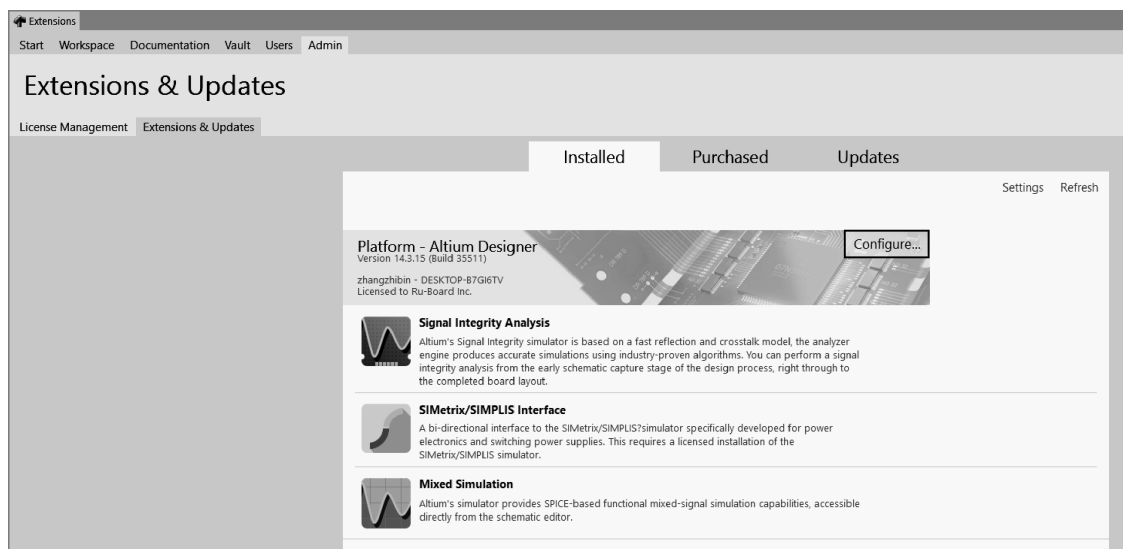 Extensions
Start Workspace Documentation Vault Users Admin
Extensions & Updates
License Management Extensions & Updates
Installed Purchased Updates
Settings Refresh
Platform - Altium Designer
Configure...
Version 14.3.15 (Build 35511)
zhangzhibin - DESKTOP-B7GI6TV
Licensed to Ru-Board Inc.
Signal Integrity Analysis
Altium's Signal Integrity simulator is based on a fast reflection and crosstalk model, the analyzer
engine produces accurate simulations using industry-proven algorithms. You can perform a signal
integrity analysis from the early schematic capture stage of the design process, right through to
the completed board layout.
SIMetrix/SIMPLIS Interface
A bi-directional interface to the SIMetrix/SIMPLIS?simulator specifically developed for power
electronics and switching power supplies. This requires a licensed installation of the
SIMetrix/SIMPLIS simulator.
Mixed Simulation
Altium's simulator provides SPICE-based functional mixed-signal simulation capabilities, accessible
directly from the schematic editor.